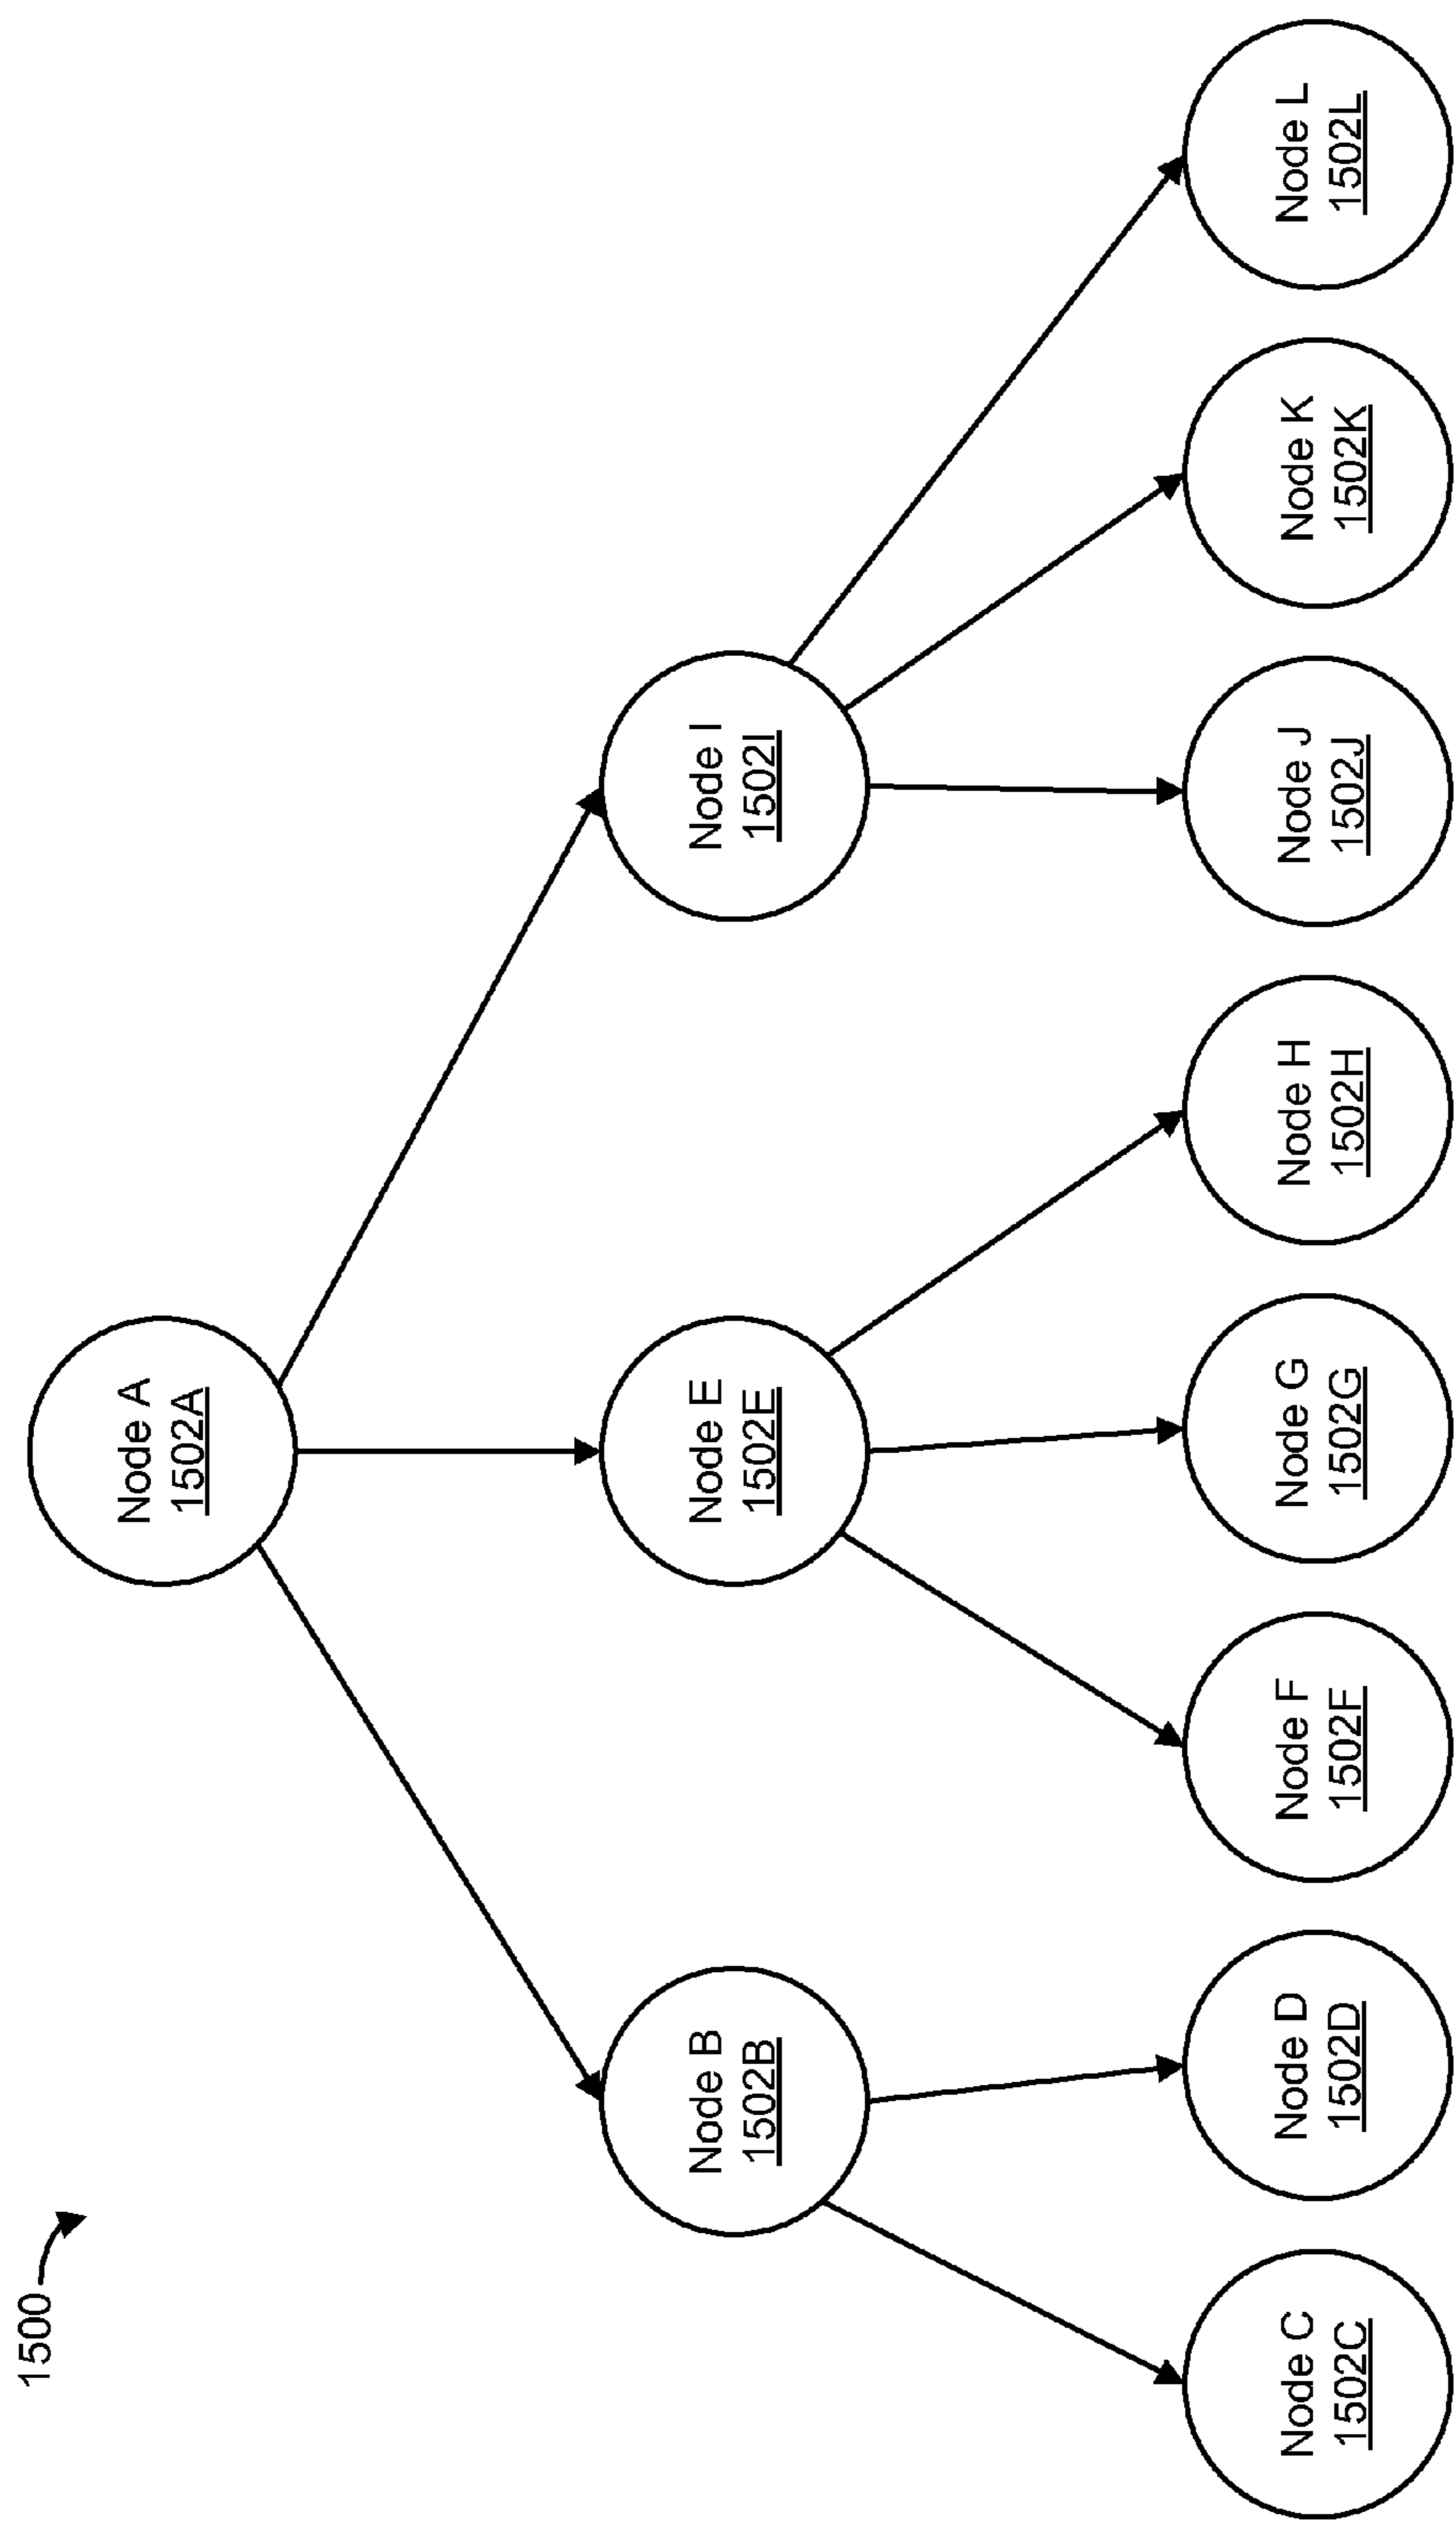 1500
Node A
1502A
Node B
1502B
Node E
1502E
Node I
1502I
Node C
1502C
Node D
1502D
Node F
1502F
Node G
1502G
Node H
1502H
Node J
1502J
Node K
1502K
Node L
1502L